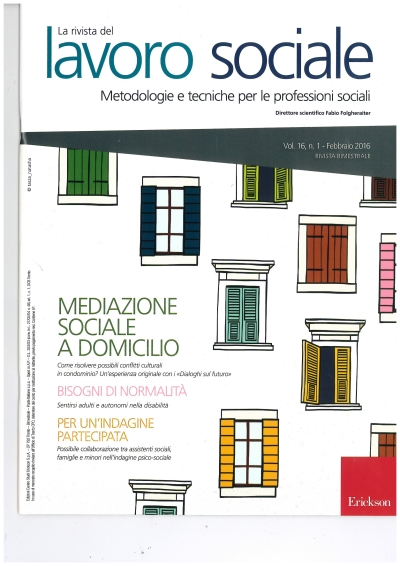 La rivista del
lavoro sociale
Metodologie e tecniche per le professioni sociali
Direttore scientifico Fabio Folgheraiter
Vol. 16, n. 1 - Febbraio 2016
RIVISTA BIMESTRALE
MEDIAZIONE
SOCIALE
A DOMICILIO
Come risolvere possibili conflitti culturali
in condominio? Un'esperienza originale con i «Dialoghi sul futuro»
BISOGNI DI NORMALITÀ
Sentirsi adulti e autonomi nella disabilità
PER UN'INDAGINE
PARTECIPATA
Possibile collaborazione tra assistenti sociali,
famiglie e minori nell'indagine psico-sociale
Erickson